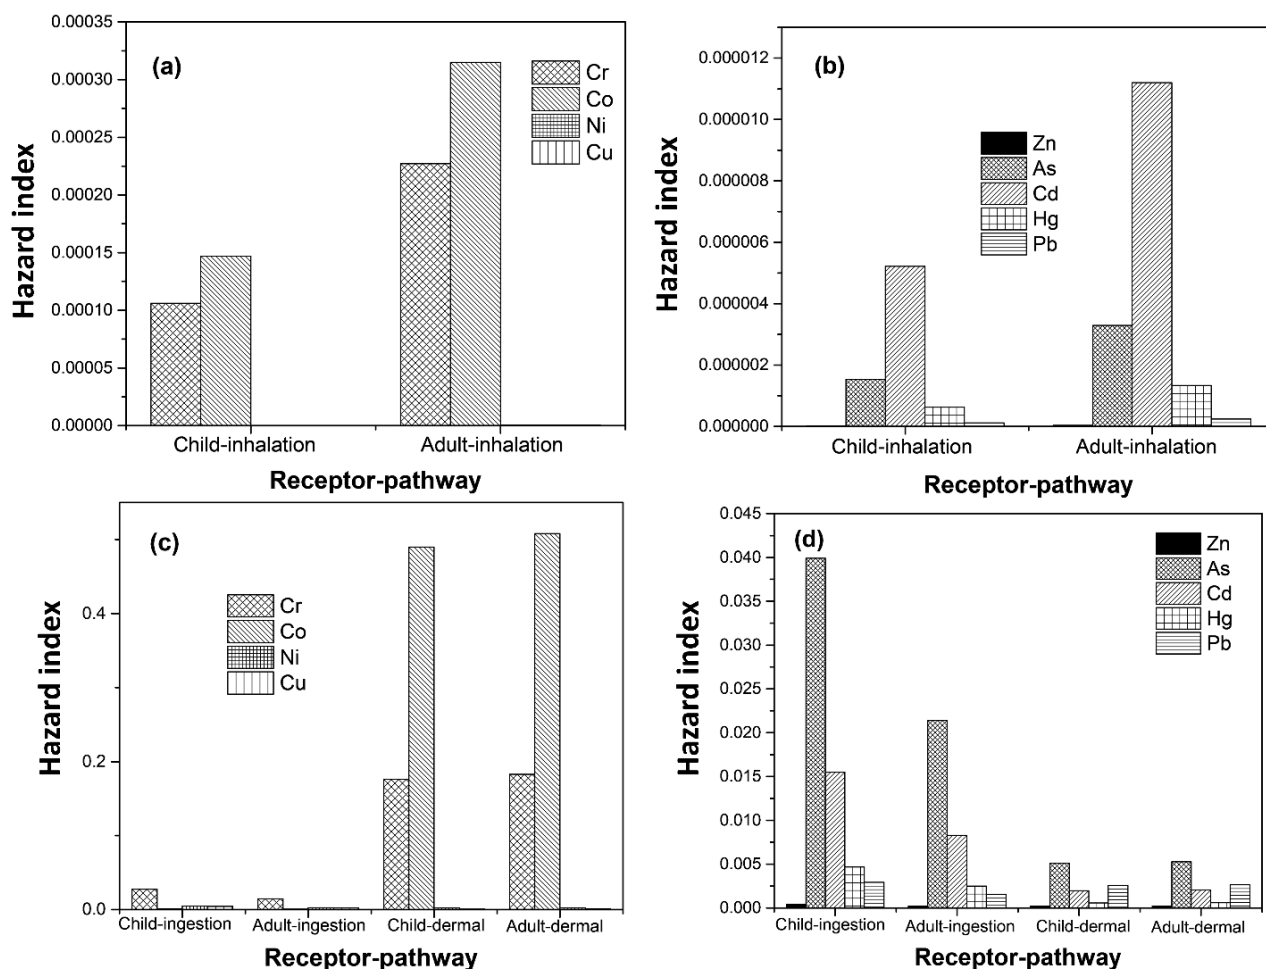 (a)
Hazard index
0.00035
0.00030
0.00025
0.00020
0.00015
0.00010
0.00005
0.00000
Cr
Co
Ni
Cu
Child-inhalation
Adult-inhalation
Receptor-pathway
(b)
Hazard index
0.000012
0.000010
0.000008
0.000006
0.000004
0.000002
0.000000
Zn
As
Cd
Hg
Pb
Child-inhalation
Adult-inhalation
Receptor-pathway
(c)
Hazard index
0.4
0.2
0.0
Cr
Co
Ni
Cu
Child-ingestion
Adult-ingestion
Child-dermal
Adult-dermal
Receptor-pathway
(d)
Hazard index
0.045
0.040
0.035
0.030
0.025
0.020
0.015
0.010
0.005
0.000
Zn
As
Cd
Hg
Pb
Child-ingestion
Adult-ingestion
Child-dermal
Adult-dermal
Receptor-pathway